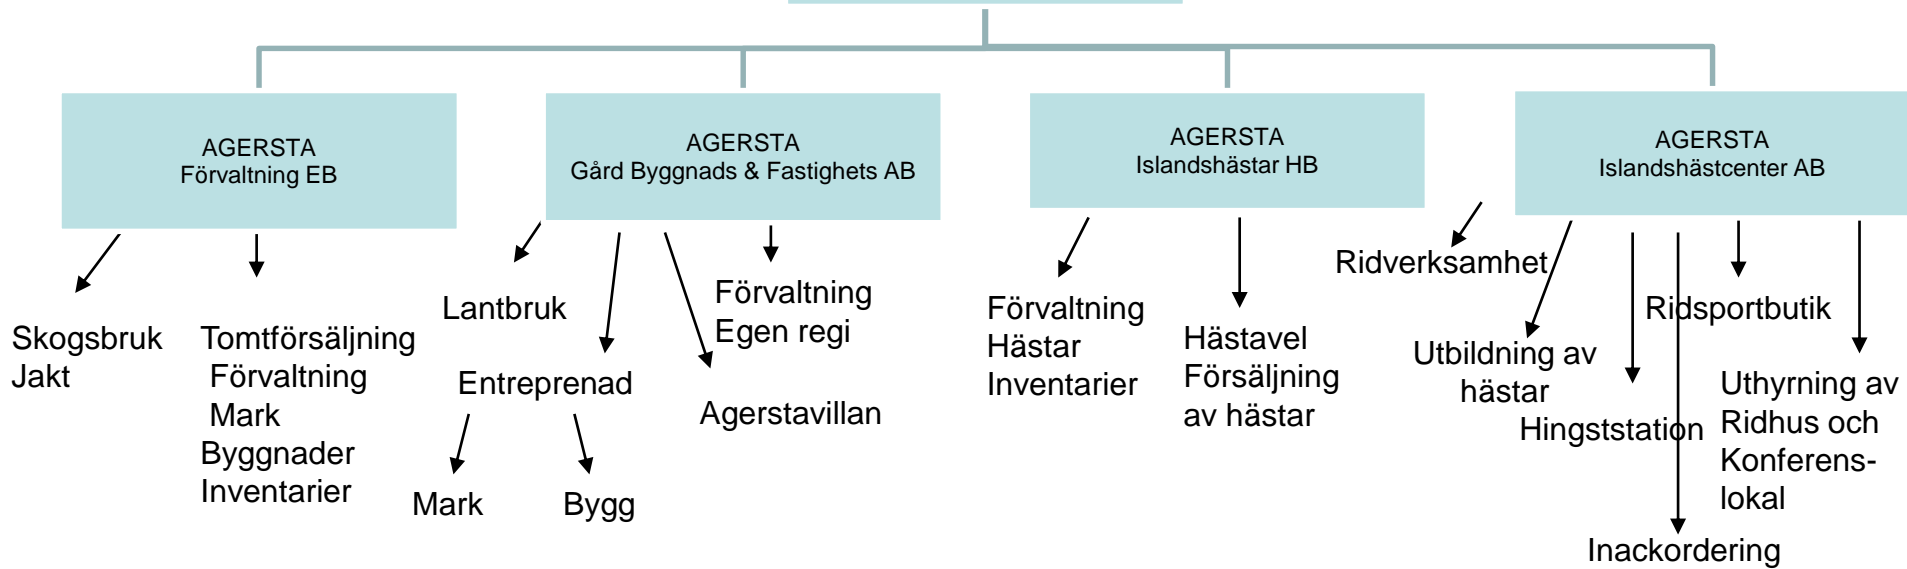 AGERSTA
Förvaltning EB
AGERSTA
Gård Byggnads & Fastighets AB
AGERSTA
Islandshästar HB
AGERSTA
Islandshästcenter AB
Skogsbruk
Jakt
Tomtförsäljning
Förvaltning
Mark
Byggnader
Inventarier
Lantbruk
Entreprenad
Mark
Bygg
Agerstavillan
Förvaltning
Egen regi
Förvaltning
Hästar
Inventarier
Hästavel
Försäljning
av hästar
Ridverksamhet
Utbildning av
hästar
Hingststation
Inackordering
Ridsportbutik
Uthyrning av
Ridhus och
Konferens-
lokal